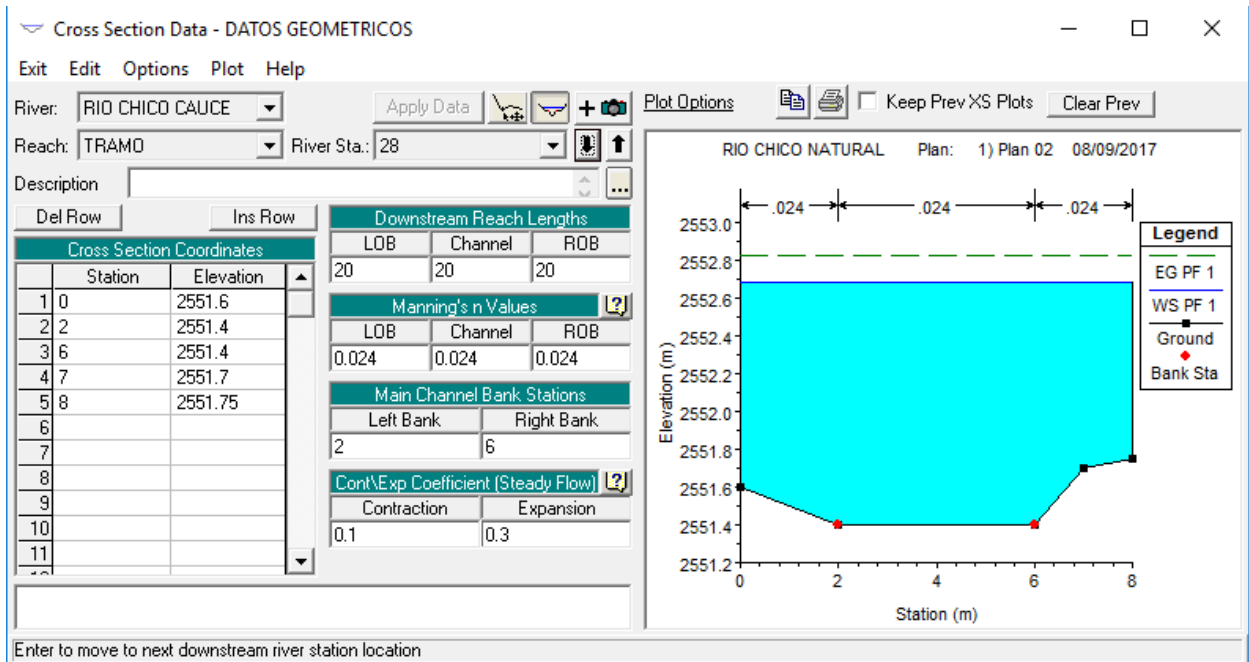 Cross Section Data - DATOS GEOMETRICOS
Exit Edit Options Plot Help
River: RIO CHICO CAUCE Apply Data + Plot Options Keep Prev XS Plots Clear Prev
Reach: TRAMO River Sta.: 28
Description ...
Del Row Ins Row
Cross Section Coordinates
Station Elevation
1 0 2551.6
2 2 2551.4
3 6 2551.4
4 7 2551.7
5 8 2551.75
6
7
8
9
10
11
Downstream Reach Lengths
LOB Channel ROB
20 20 20
Manning's n Values ?
LOB Channel ROB
0.024 0.024 0.024
Main Channel Bank Stations
Left Bank Right Bank
2 6
Cont\Exp Coefficient (Steady Flow) ?
Contraction Expansion
0.1 0.3
RIO CHICO NATURAL Plan: 1) Plan 02 08/09/2017
.024 .024 .024
2553.0
2552.8
2552.6
2552.4
2552.2
2552.0
2551.8
2551.6
2551.4
2551.2
Elevation (m)
0 2 4 6 8
Station (m)
Legend
EG PF 1
WS PF 1
Ground
Bank Sta
Enter to move to next downstream river station location